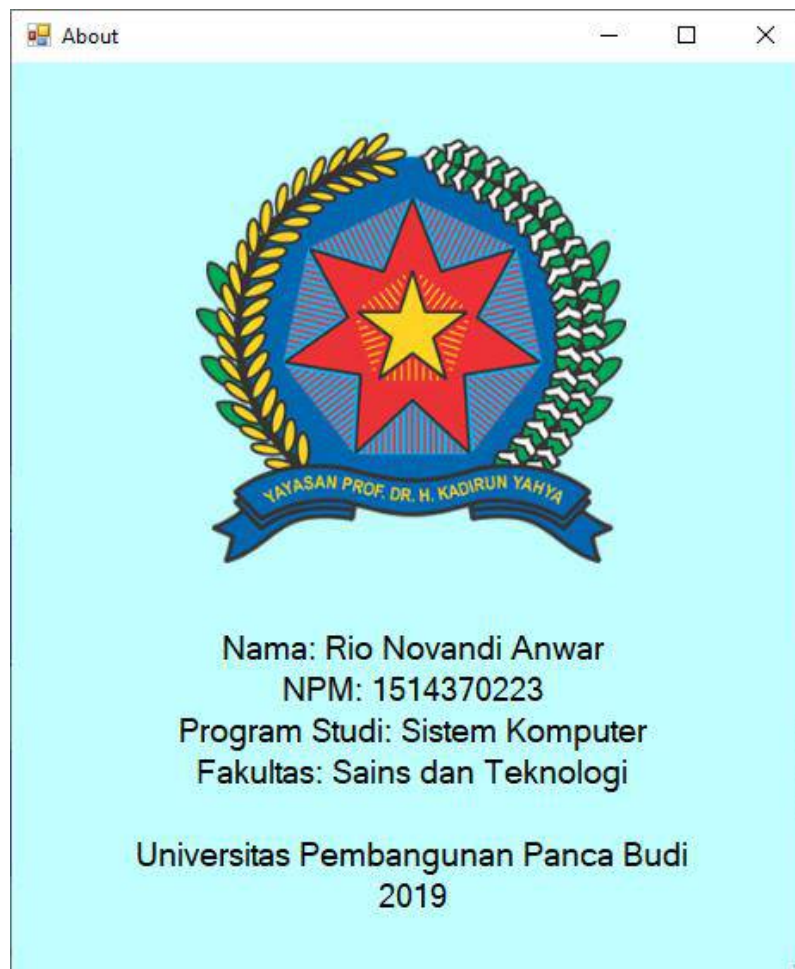 About
YAYASAN PROF. DR. H. KADIRUN YAHYA
Nama: Rio Novandi Anwar
NPM: 1514370223
Program Studi: Sistem Komputer
Fakultas: Sains dan Teknologi
Universitas Pembangunan Panca Budi
2019